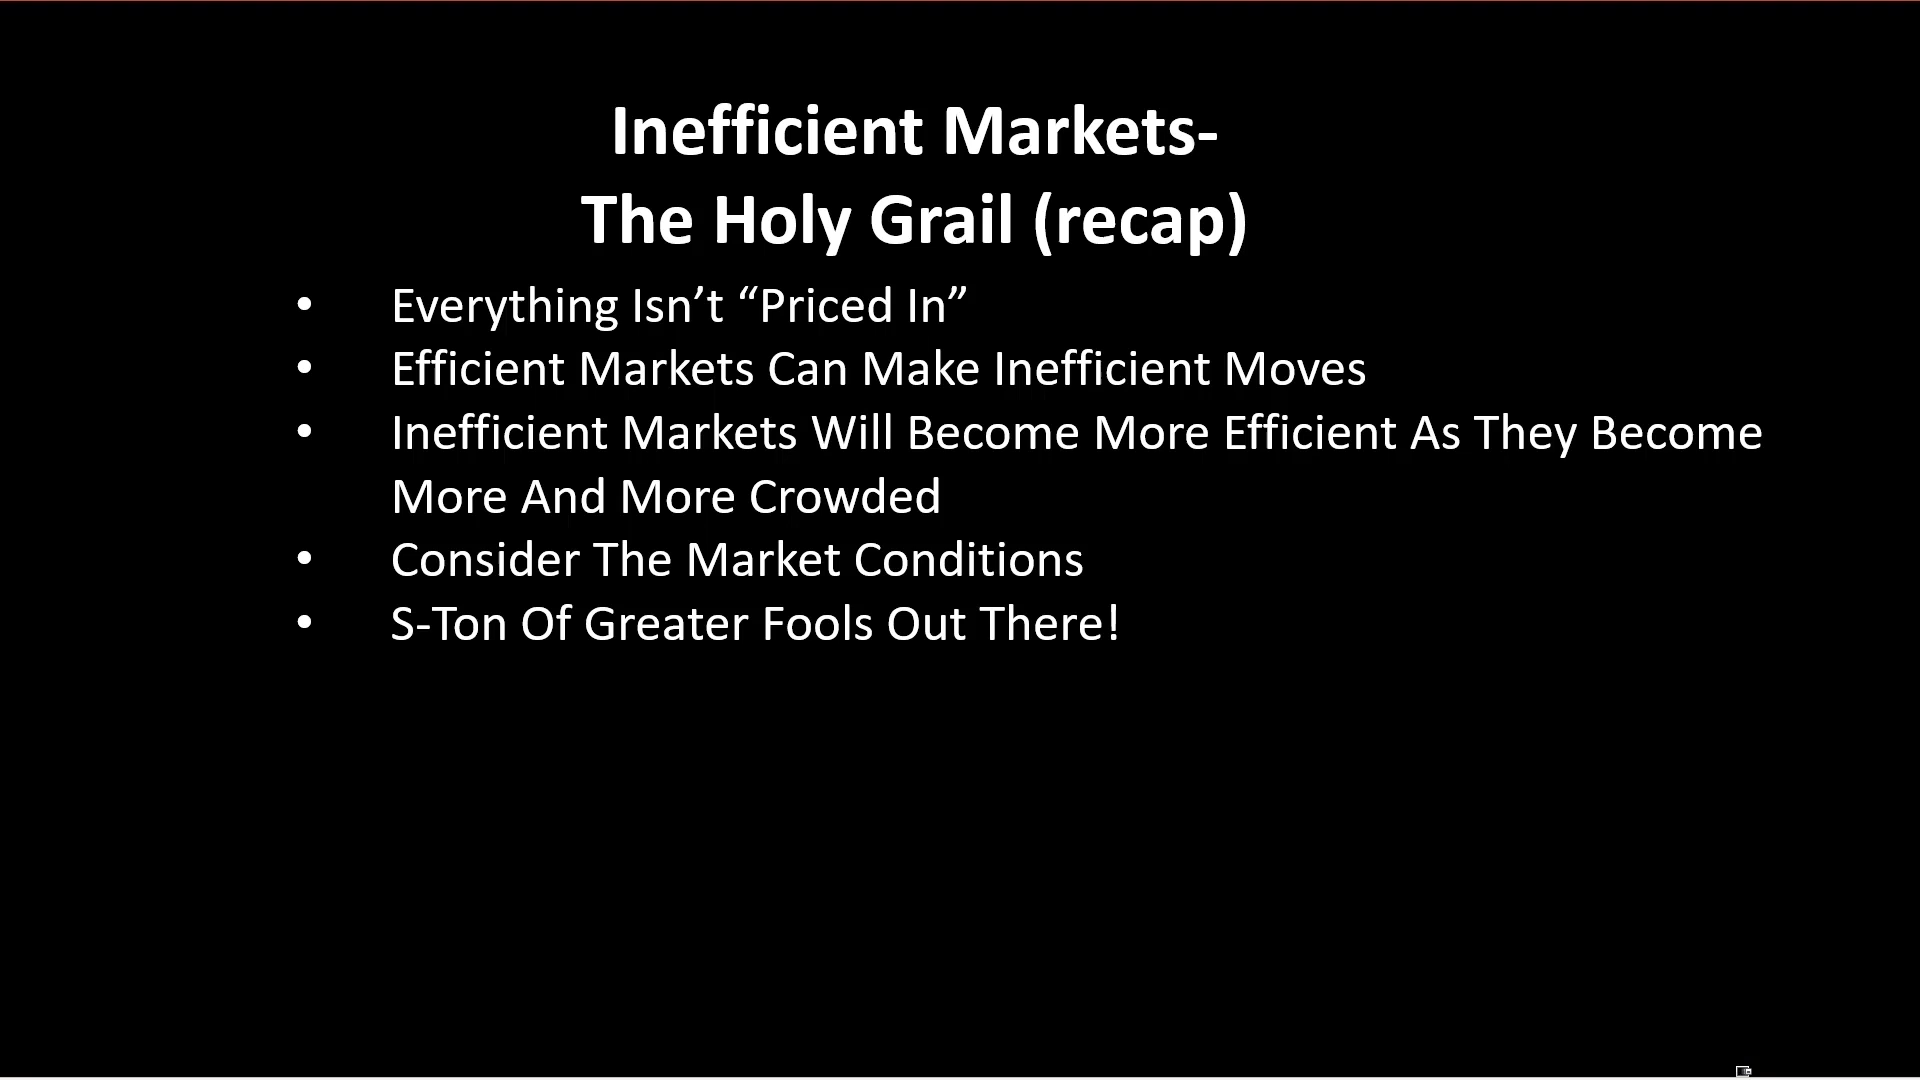 Inefficient Markets-
The Holy Grail (recap)
• Everything Isn’t “Priced In”
• Efficient Markets Can Make Inefficient Moves
• Inefficient Markets Will Become More Efficient As They Become
More And More Crowded
• Consider The Market Conditions
• S-Ton Of Greater Fools Out There!